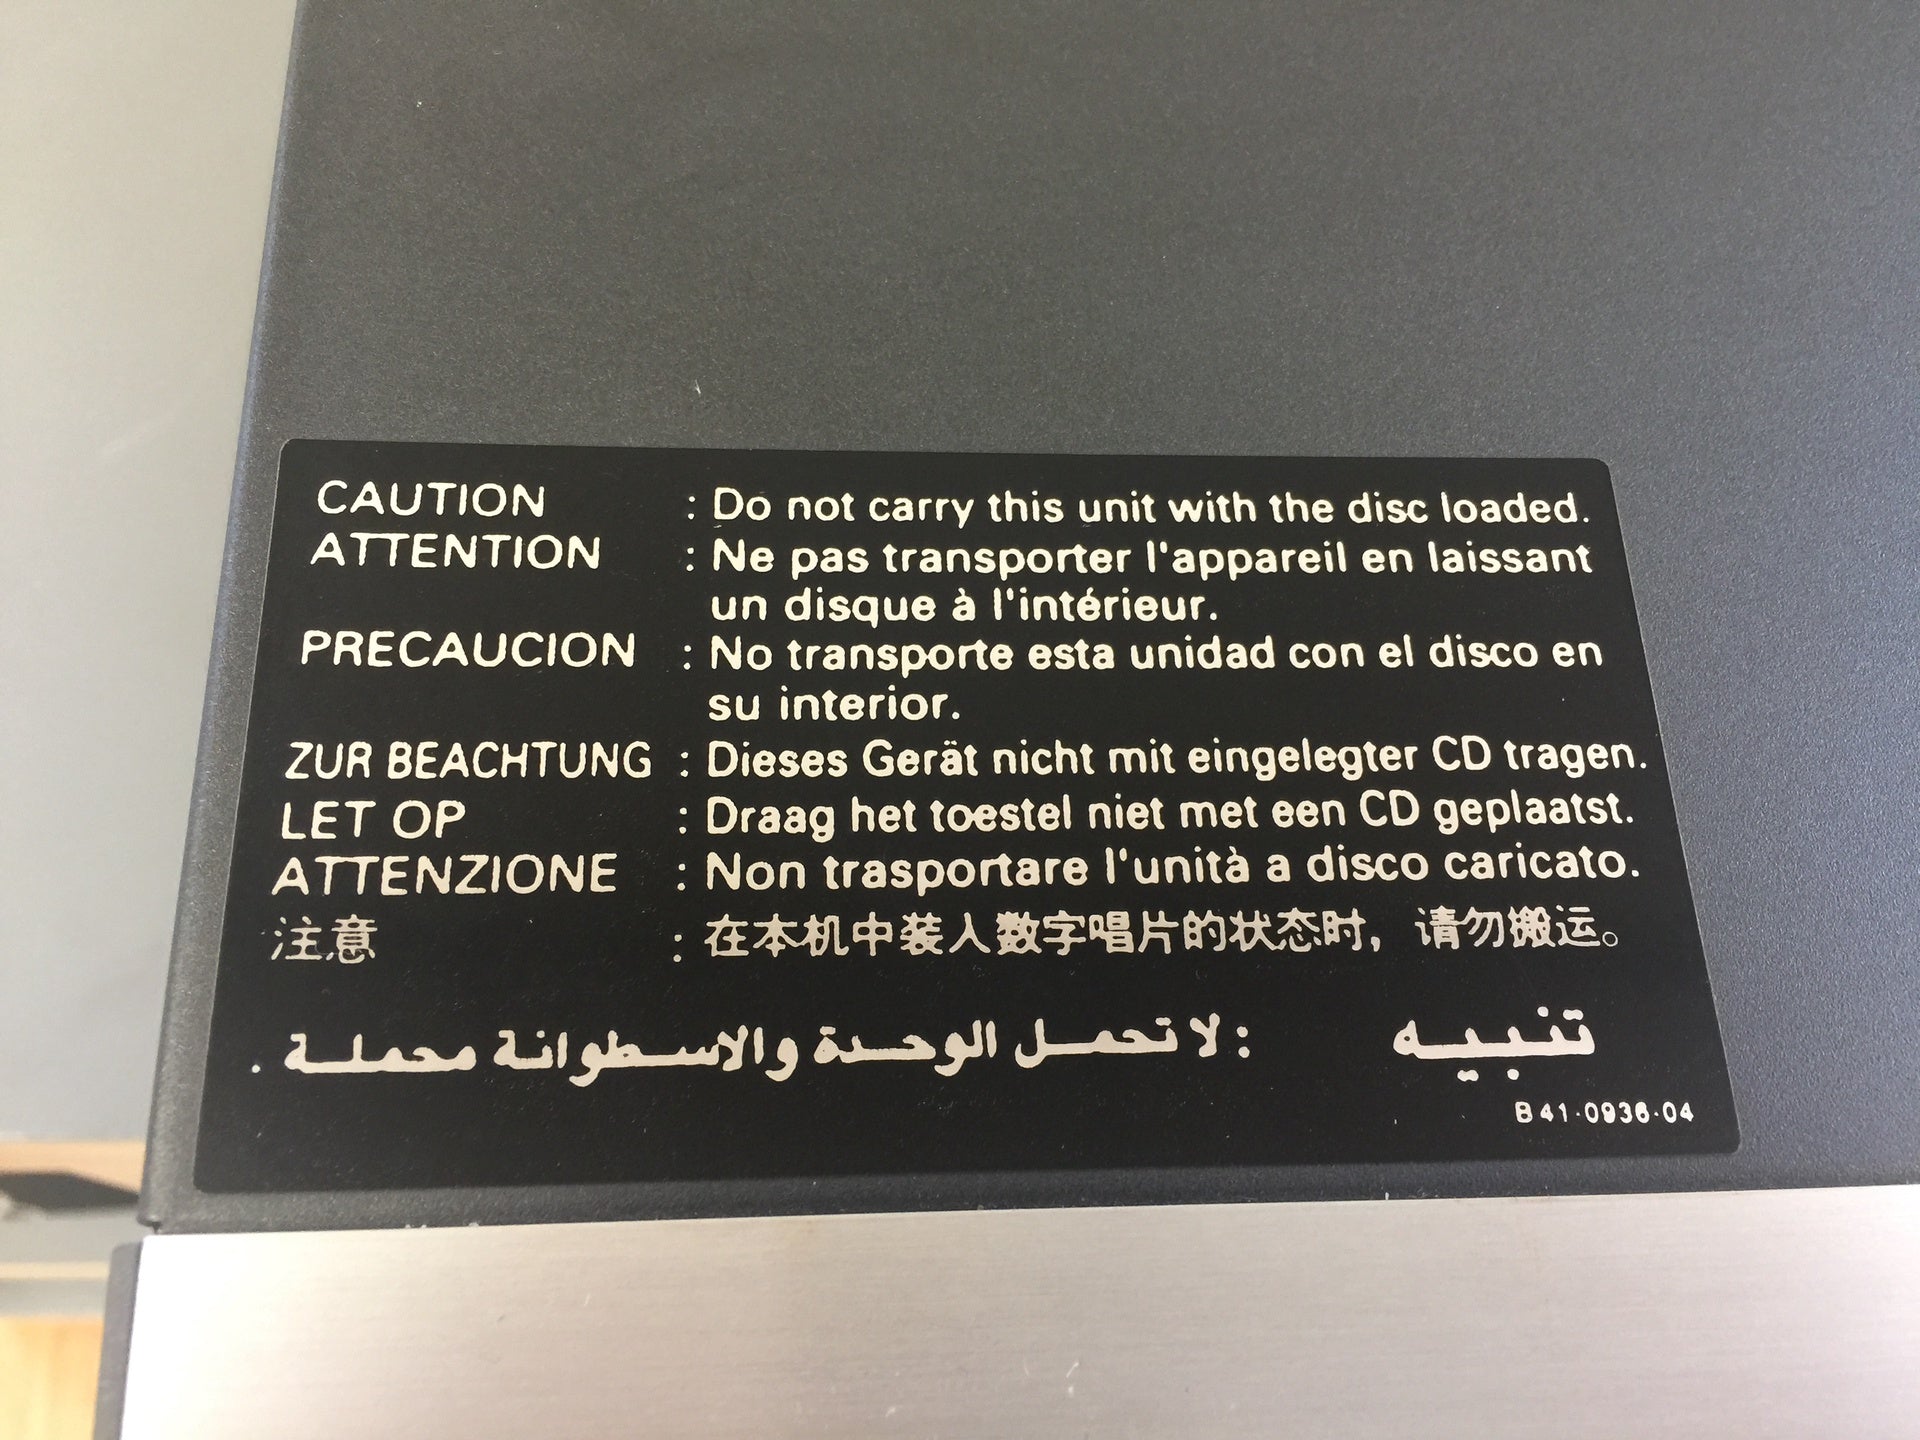 CAUTION : Do not carry this unit with the disc loaded.
ATTENTION : Ne pas transporter l'appareil en laissant
un disque à l'intérieur.
PRECAUCION : No transporte esta unidad con el disco en
su interior.
ZUR BEACHTUNG : Dieses Gerät nicht mit eingelegter CD tragen.
LET OP : Draag het toestel niet met een CD geplaatst.
ATTENZIONE : Non trasportare l'unità a disco caricato.
注意 : 在本机中装入数字唱片的状态时，请勿搬运。
تنبيه : لا تحمل الوحدة والاسطوانة محملة .
B41-0936-04